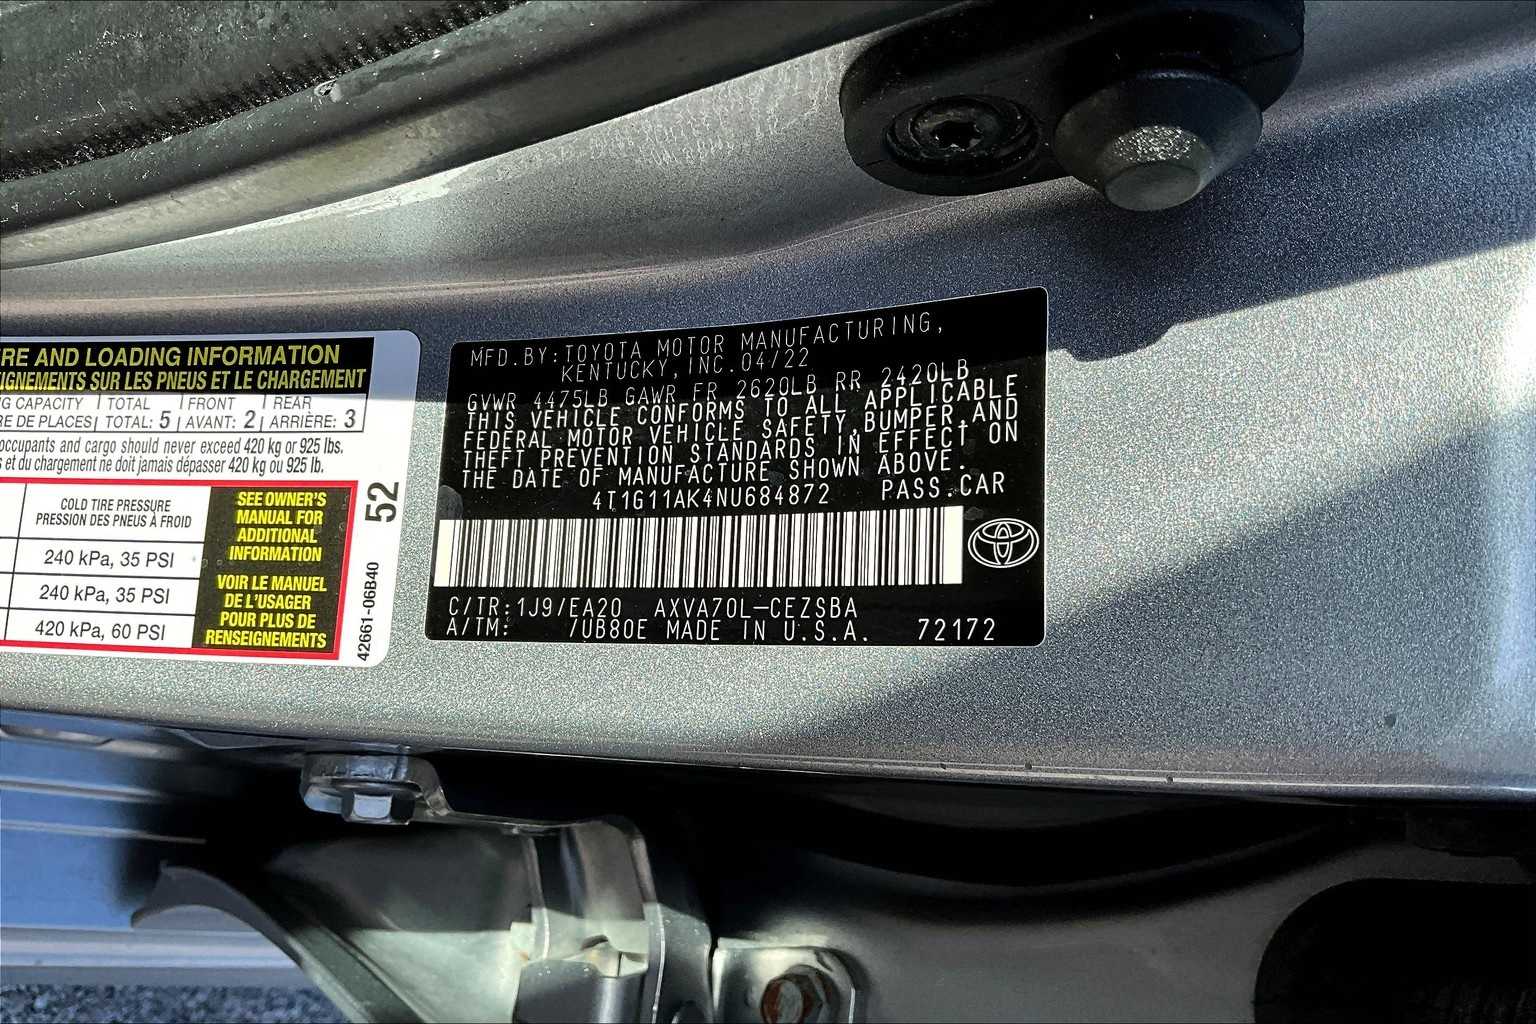 RE AND LOADING INFORMATION
IGNEMENTS SUR LES PNEUS ET LE CHARGEMENT
G CAPACITY TOTAL FRONT REAR
RE DE PLACES TOTAL: 5 AVANT: 2 ARRIÈRE: 3
occupants and cargo should never exceed 420 kg or 925 lbs.
s et du chargement ne doit jamais dépasser 420 kg ou 925 lb.
COLD TIRE PRESSURE
PRESSION DES PNEUS À FROID
240 kPa, 35 PSI
240 kPa, 35 PSI
420 kPa, 60 PSI
SEE OWNER'S
MANUAL FOR
ADDITIONAL
INFORMATION
VOIR LE MANUEL
DE L'USAGER
POUR PLUS DE
RENSEIGNEMENTS
52
42661-06B40
MFD.BY:TOYOTA MOTOR MANUFACTURING,
KENTUCKY,INC.04/22
GVWR 4475LB GAWR FR 2620LB RR 2420LB
THIS VEHICLE CONFORMS TO ALL APPLICABLE
FEDERAL MOTOR VEHICLE SAFETY,BUMPER,AND
THEFT PREVENTION STANDARDS IN EFFECT ON
THE DATE OF MANUFACTURE SHOWN ABOVE.
4T1G11AK4NU684872 PASS.CAR
C/TR:1J9/EA20 AXVA70L-CEZSBA
A/TM: /UB80E MADE IN U.S.A. 72172